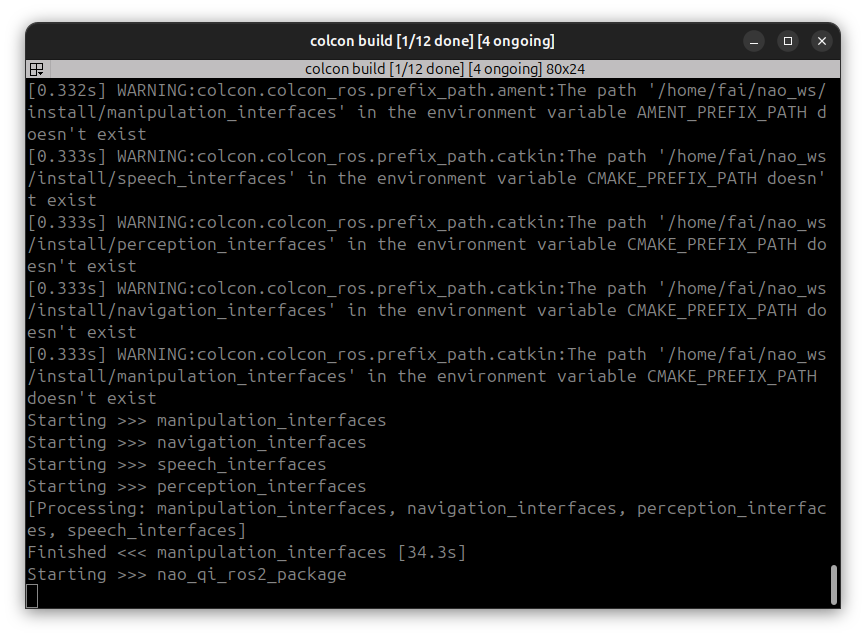 colcon build [1/12 done] [4 ongoing]
colcon build [1/12 done] [4 ongoing] 80x24
[0.332s] WARNING:colcon.colcon_ros.prefix_path.ament:The path '/home/fai/nao_ws/
install/manipulation_interfaces' in the environment variable AMENT_PREFIX_PATH d
oesn't exist
[0.333s] WARNING:colcon.colcon_ros.prefix_path.catkin:The path '/home/fai/nao_ws
/install/speech_interfaces' in the environment variable CMAKE_PREFIX_PATH doesn'
t exist
[0.333s] WARNING:colcon.colcon_ros.prefix_path.catkin:The path '/home/fai/nao_ws
/install/perception_interfaces' in the environment variable CMAKE_PREFIX_PATH do
esn't exist
[0.333s] WARNING:colcon.colcon_ros.prefix_path.catkin:The path '/home/fai/nao_ws
/install/navigation_interfaces' in the environment variable CMAKE_PREFIX_PATH do
esn't exist
[0.333s] WARNING:colcon.colcon_ros.prefix_path.catkin:The path '/home/fai/nao_ws
/install/manipulation_interfaces' in the environment variable CMAKE_PREFIX_PATH
doesn't exist
Starting >>> manipulation_interfaces
Starting >>> navigation_interfaces
Starting >>> speech_interfaces
Starting >>> perception_interfaces
[Processing: manipulation_interfaces, navigation_interfaces, perception_interfac
es, speech_interfaces]
Finished <<< manipulation_interfaces [34.3s]
Starting >>> nao_qi_ros2_package